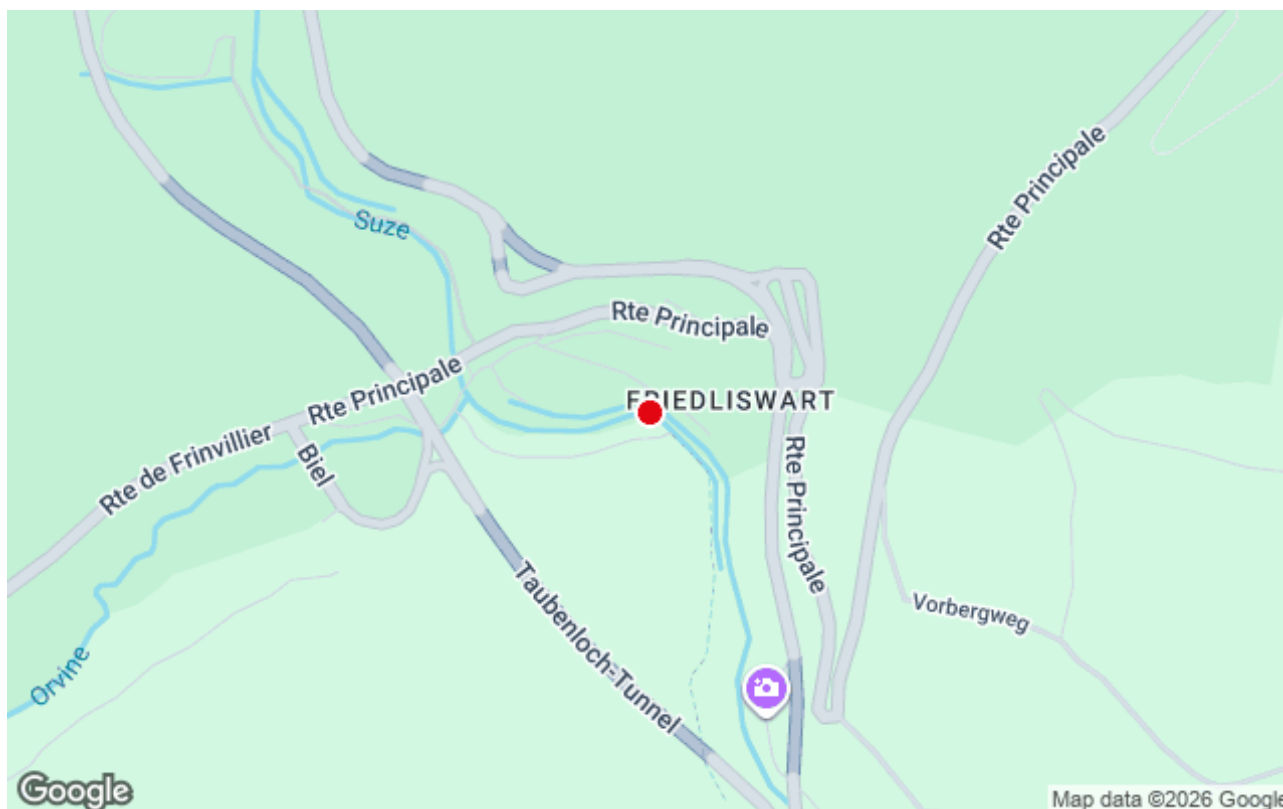 Rte Principale
Suze
Rte Principale
FRIEDLISWART
Rte Principale
Rte de Frinvillier
Biel
Rte Principale
Taubenloch-Tunnel
Vorbergweg
Orvine
Google
Map data ©2026 Google